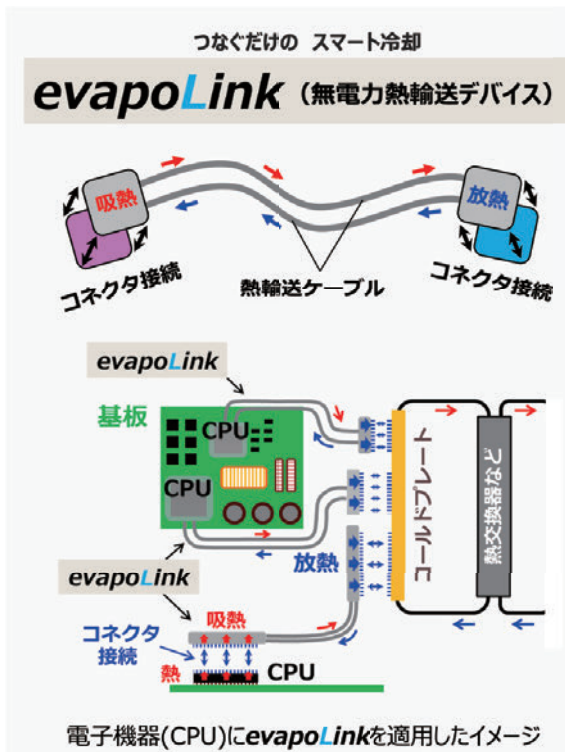 つなぐだけの スマート冷却
evapoLink (無電力熱輸送デバイス)
吸熱
放熱
コネクタ接続
熱輸送ケーブル
コネクタ接続
evapoLink
基板
CPU
CPU
コールドプレート
熱交換器など
放熱
evapoLink
吸熱
コネクタ
接続
熱
CPU
電子機器(CPU)にevapoLinkを適用したイメージ